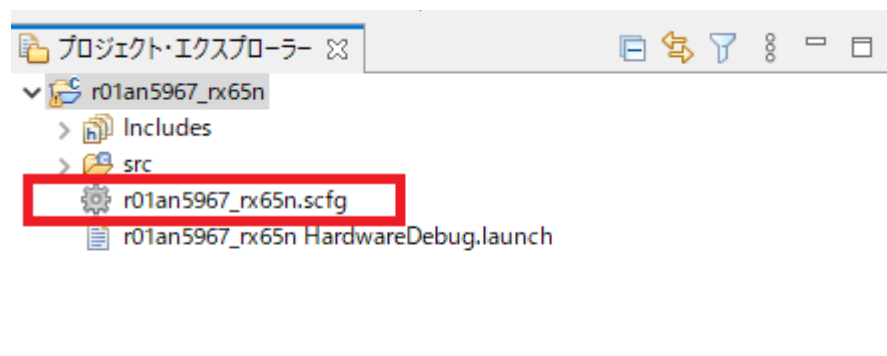 プロジェクト・エクスプローラー
r01an5967_rx65n
Includes
src
r01an5967_rx65n.scfg
r01an5967_rx65n HardwareDebug.launch